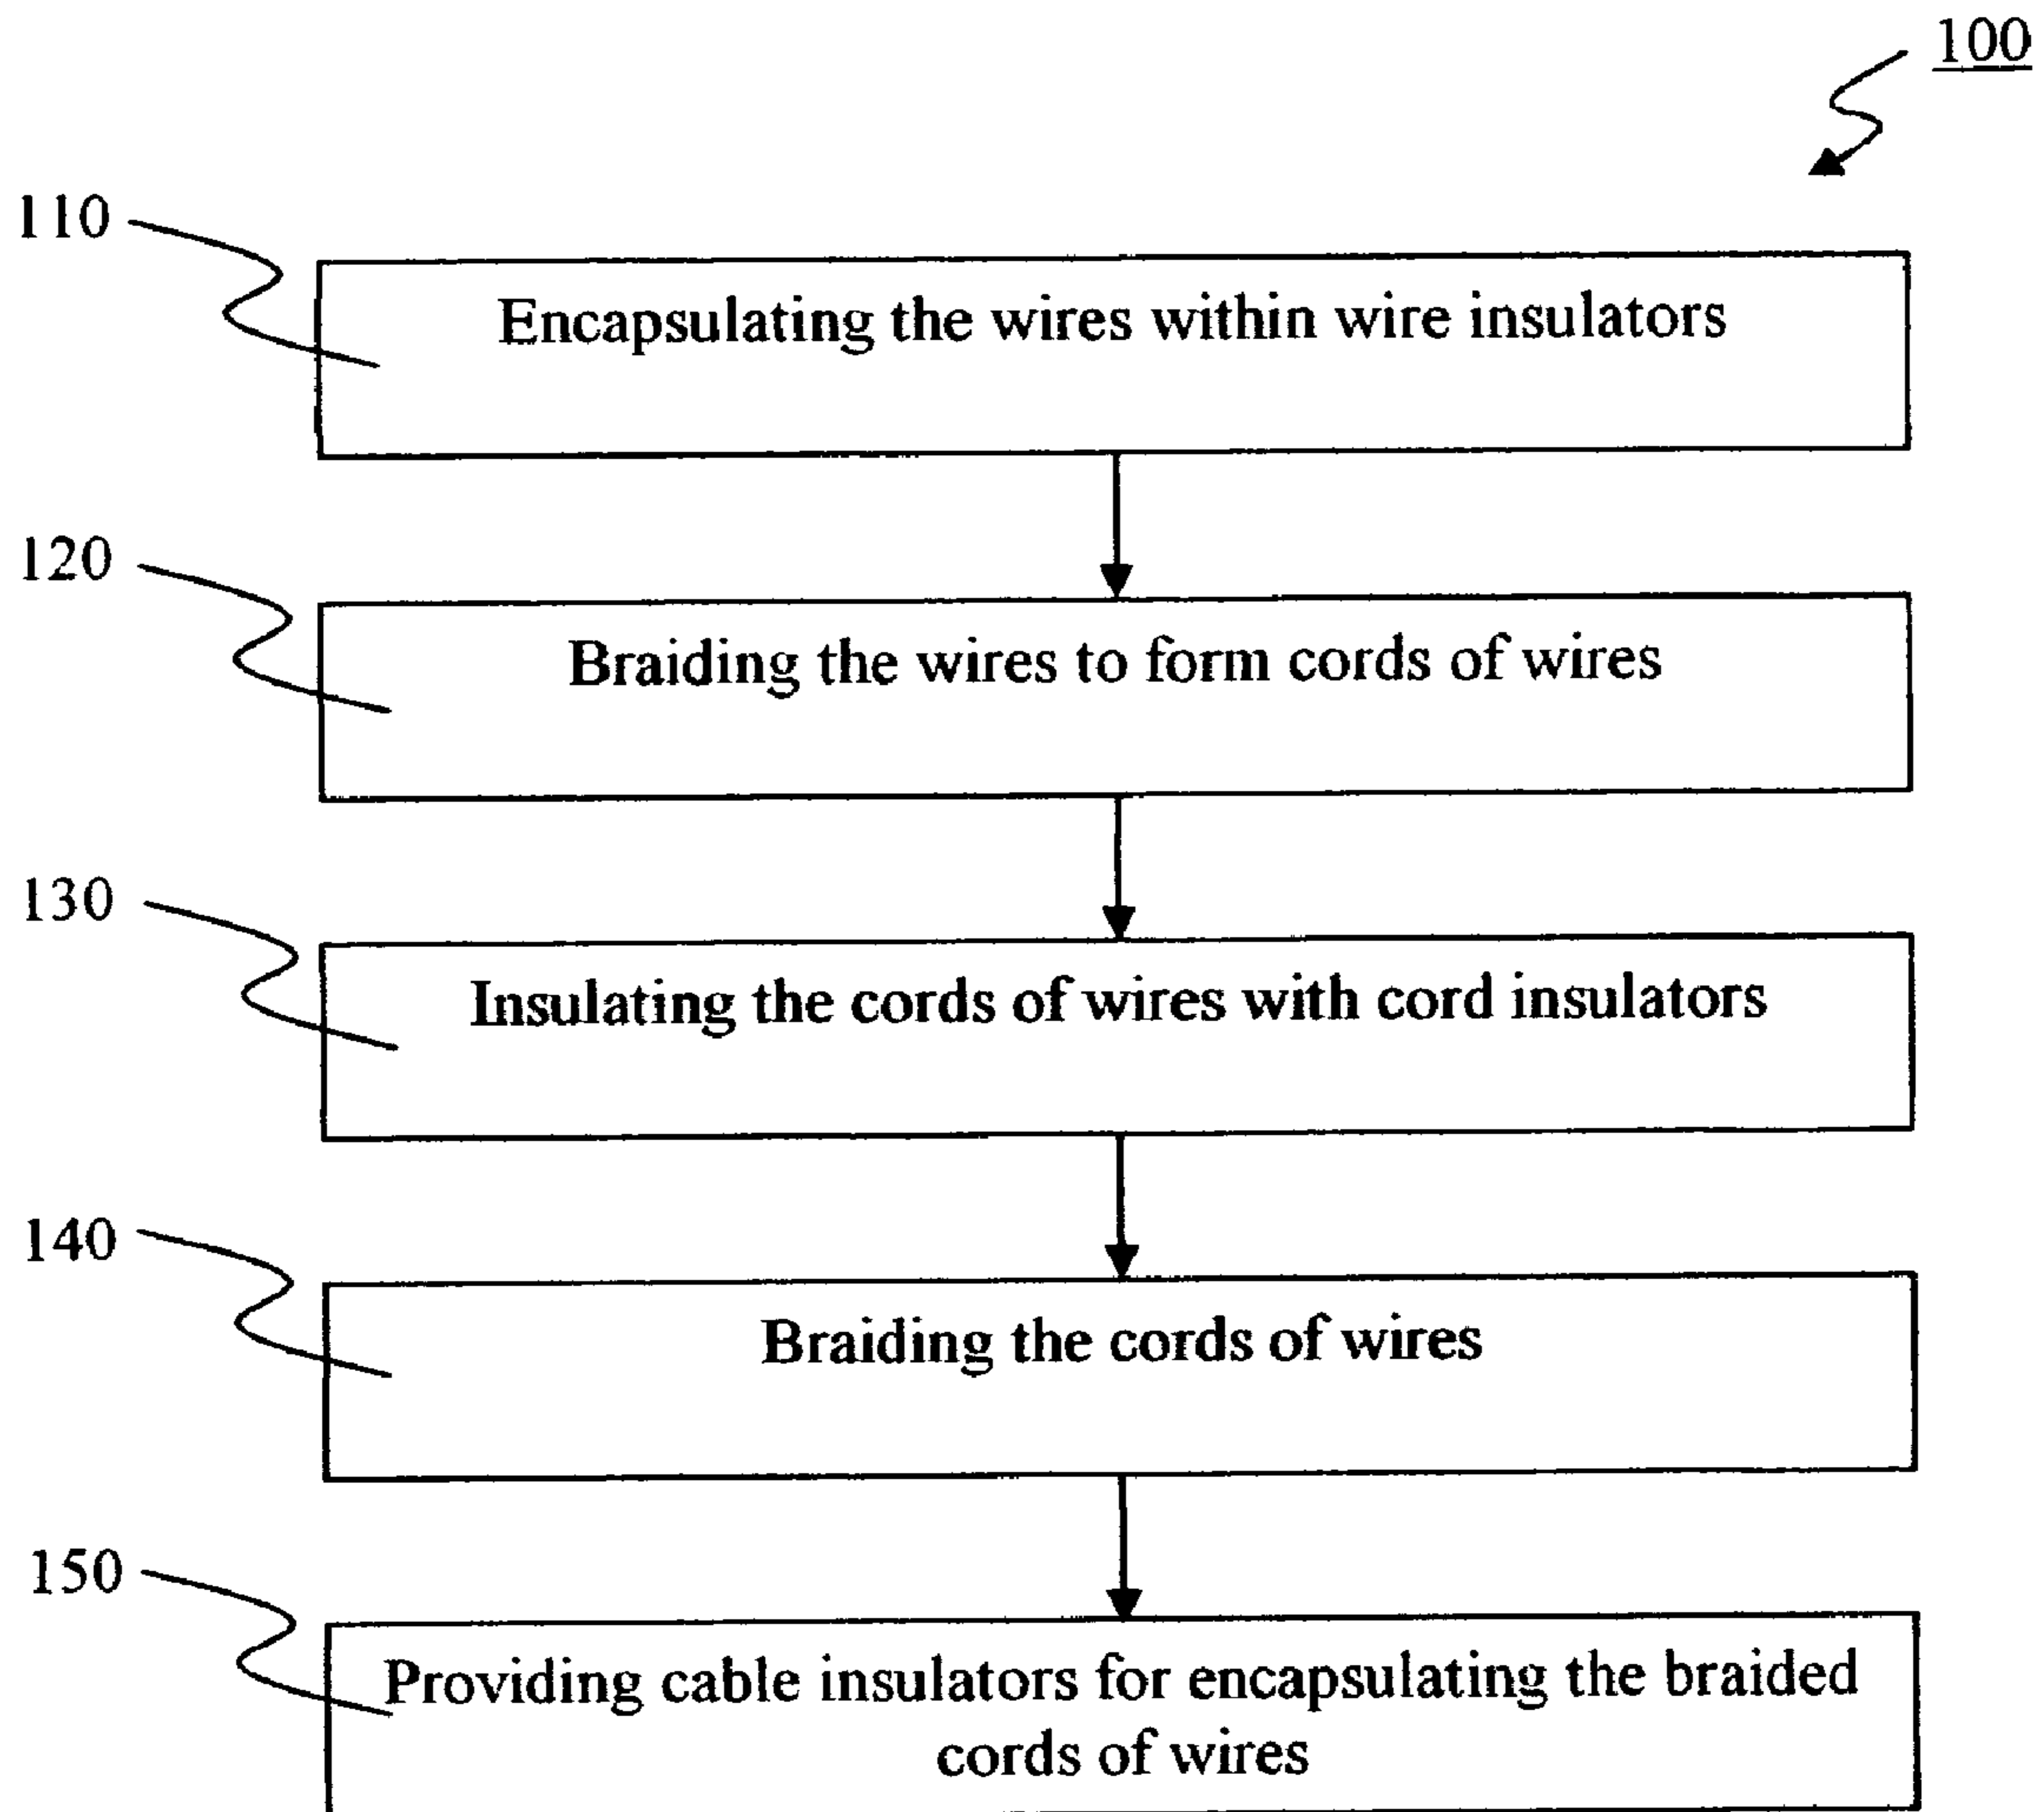 100
110
Encapsulating the wires within wire insulators
120
Braiding the wires to form cords of wires
130
Insulating the cords of wires with cord insulators
140
Braiding the cords of wires
150
Providing cable insulators for encapsulating the braided
cords of wires